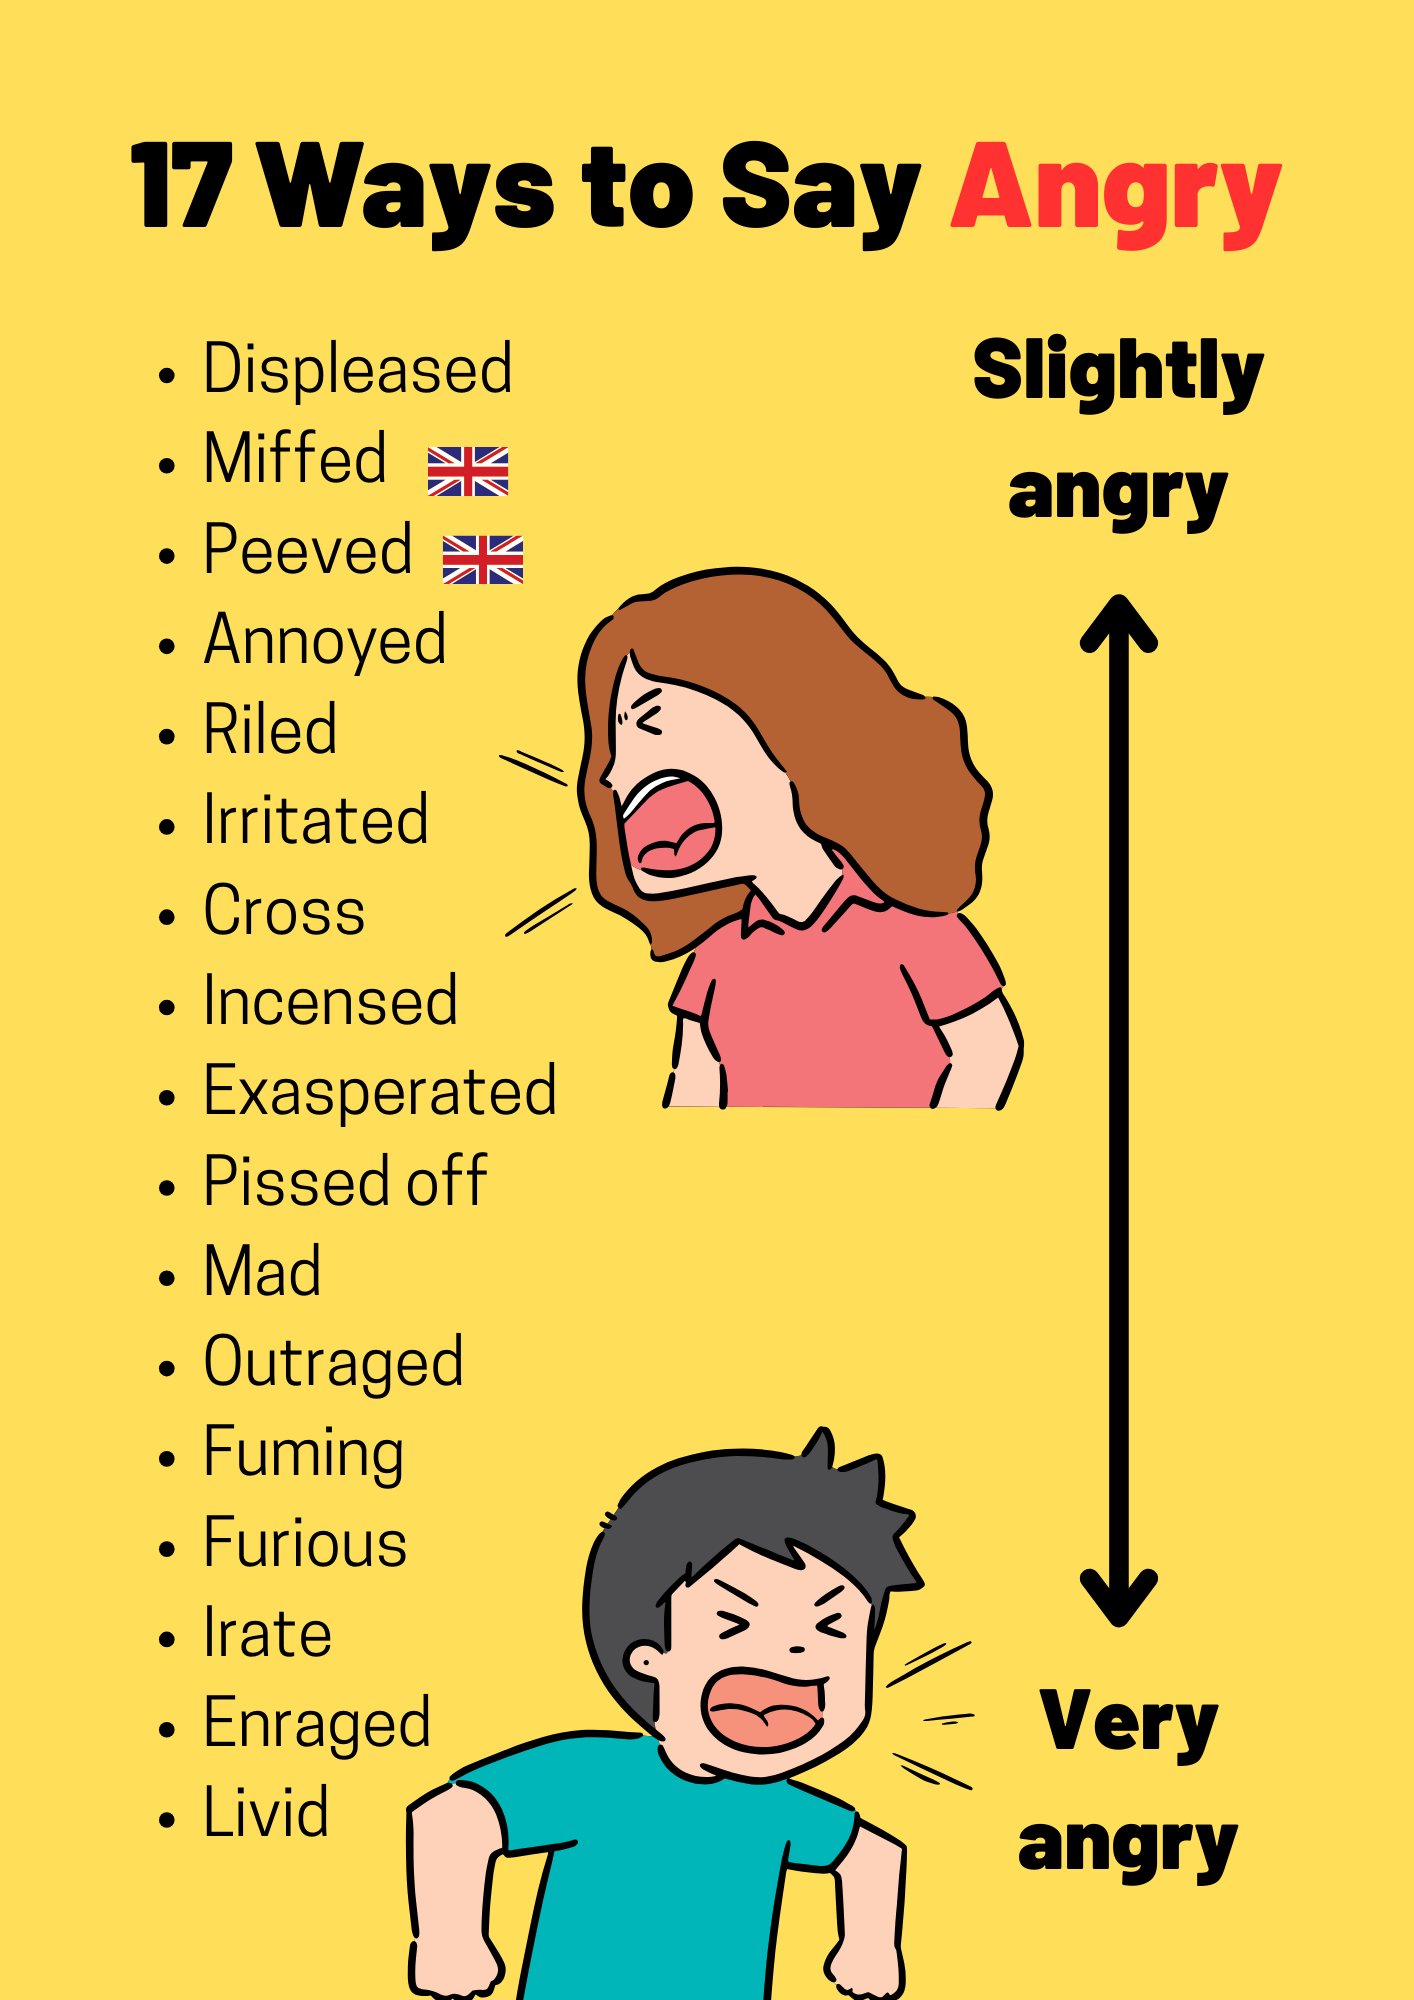 17 Ways to Say Angry
Displeased
Miffed
Peeved
Annoyed
Riled
Irritated
Cross
Incensed
Exasperated
Pissed off
Mad
Outraged
Fuming
Furious
Irate
Enraged
Livid
Slightly
angry
Very
angry